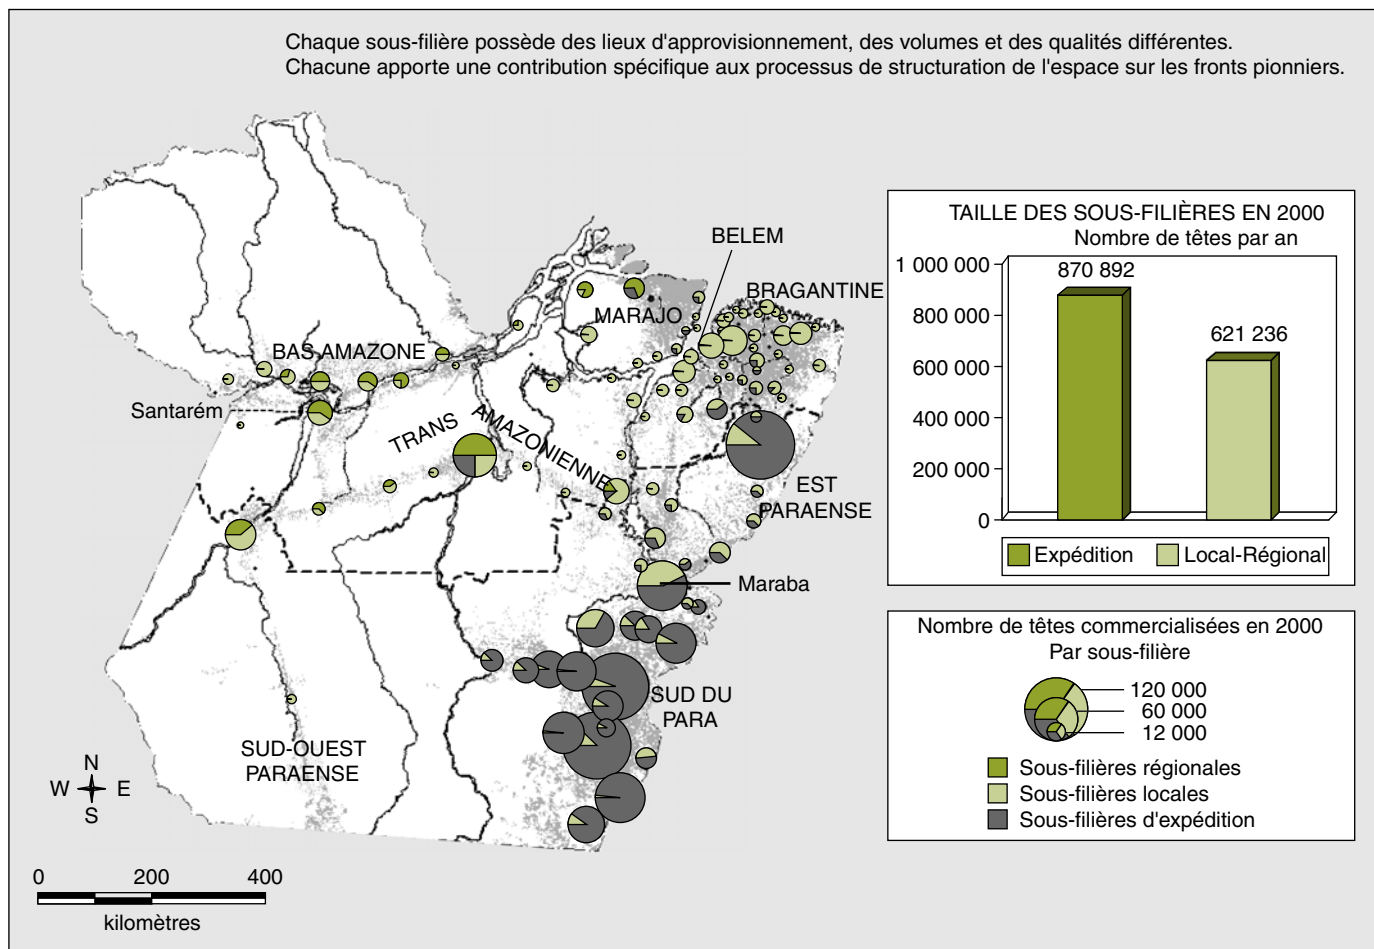 Chaque sous-filière possède des lieux d'approvisionnement, des volumes et des qualités différentes.
Chacune apporte une contribution spécifique aux processus de structuration de l'espace sur les fronts pionniers.
BELEM
BRAGANTINE
MARAJO
BAS AMAZONE
Santarém
TRANS
AMAZONIENNE
EST
PARAENSE
Maraba
SUD DU
PARA
SUD-OUEST
PARAENSE
N
W E
S
0 200 400
kilomètres
TAILLE DES SOUS-FILIÈRES EN 2000
Nombre de têtes par an
1 000 000
800 000
600 000
400 000
200 000
0
870 892
621 236
Expédition
Local-Régional
Nombre de têtes commercialisées en 2000
Par sous-filière
120 000
60 000
12 000
Sous-filières régionales
Sous-filières locales
Sous-filières d'expédition